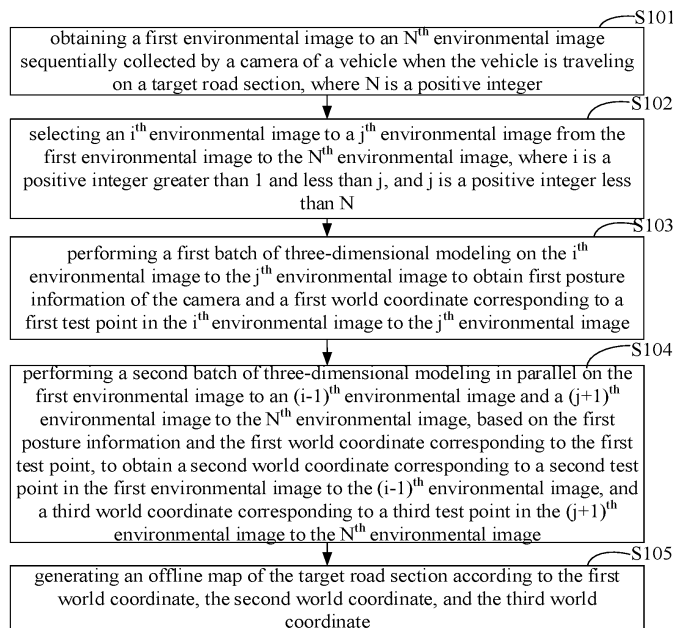 S101
obtaining a first environmental image to an Nth environmental image
sequentially collected by a camera of a vehicle when the vehicle is traveling
on a target road section, where N is a positive integer
S102
selecting an ith environmental image to a jth environmental image from the
first environmental image to the Nth environmental image, where i is a
positive integer greater than 1 and less than j, and j is a positive integer less
than N
S103
performing a first batch of three-dimensional modeling on the ith
environmental image to the jth environmental image to obtain first posture
information of the camera and a first world coordinate corresponding to a
first test point in the ith environmental image to the jth environmental image
S104
performing a second batch of three-dimensional modeling in parallel on the
first environmental image to an (i-1)th environmental image and a (j+1)th
environmental image to the Nth environmental image, based on the first
posture information and the first world coordinate corresponding to the first
test point, to obtain a second world coordinate corresponding to a second test
point in the first environmental image to the (i-1)th environmental image, and
a third world coordinate corresponding to a third test point in the (j+1)th
environmental image to the Nth environmental image
S105
generating an offline map of the target road section according to the first
world coordinate, the second world coordinate, and the third world
coordinate